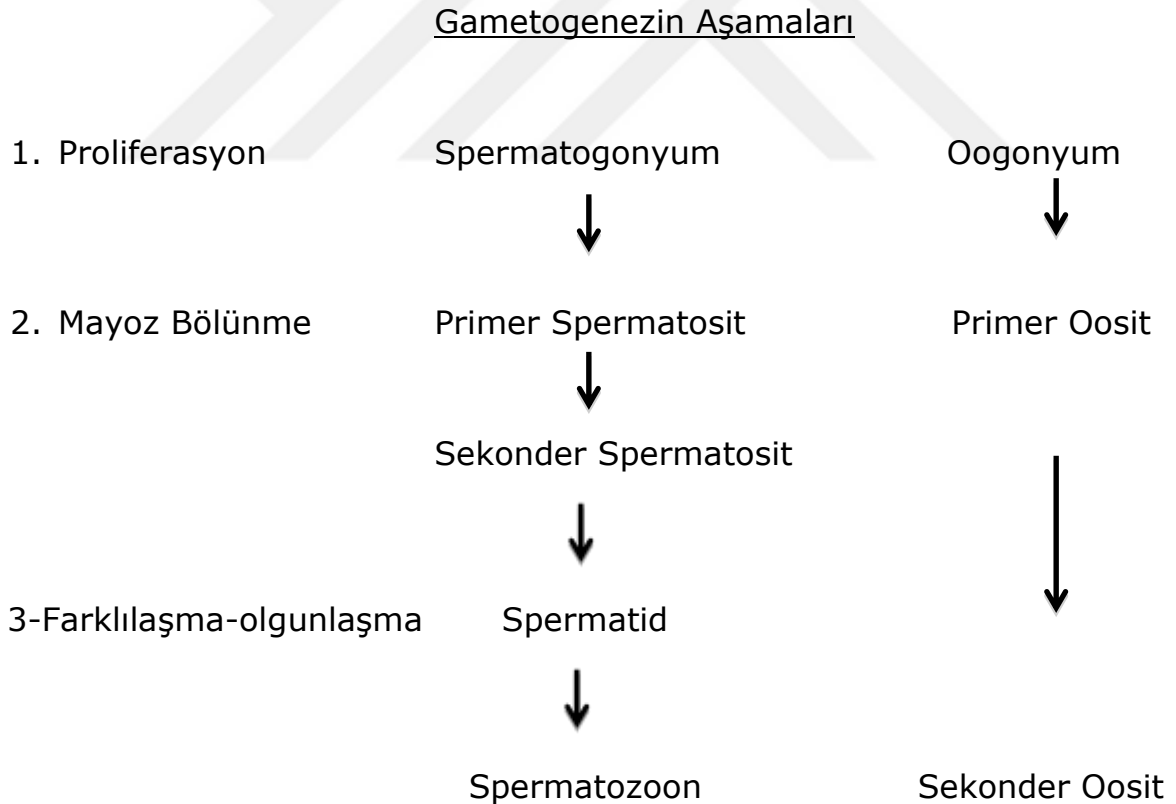 Gametogenezin Aşamaları
1. Proliferasyon Spermatogonyum Oogonyum
2. Mayoz Bölünme Primer Spermatosit Primer Oosit
Sekonder Spermatosit
3-Farklılaşma-olgunlaşma Spermatid
Spermatozoon Sekonder Oosit